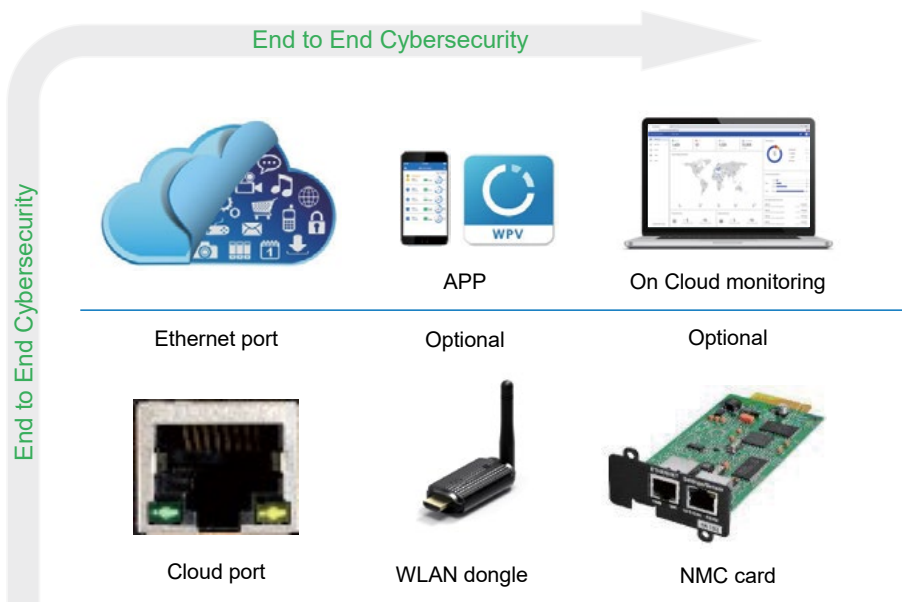 End to End Cybersecurity
End to End Cybersecurity
WPV
APP
On Cloud monitoring
Ethernet port
Optional
Optional
Cloud port
WLAN dongle
NMC card